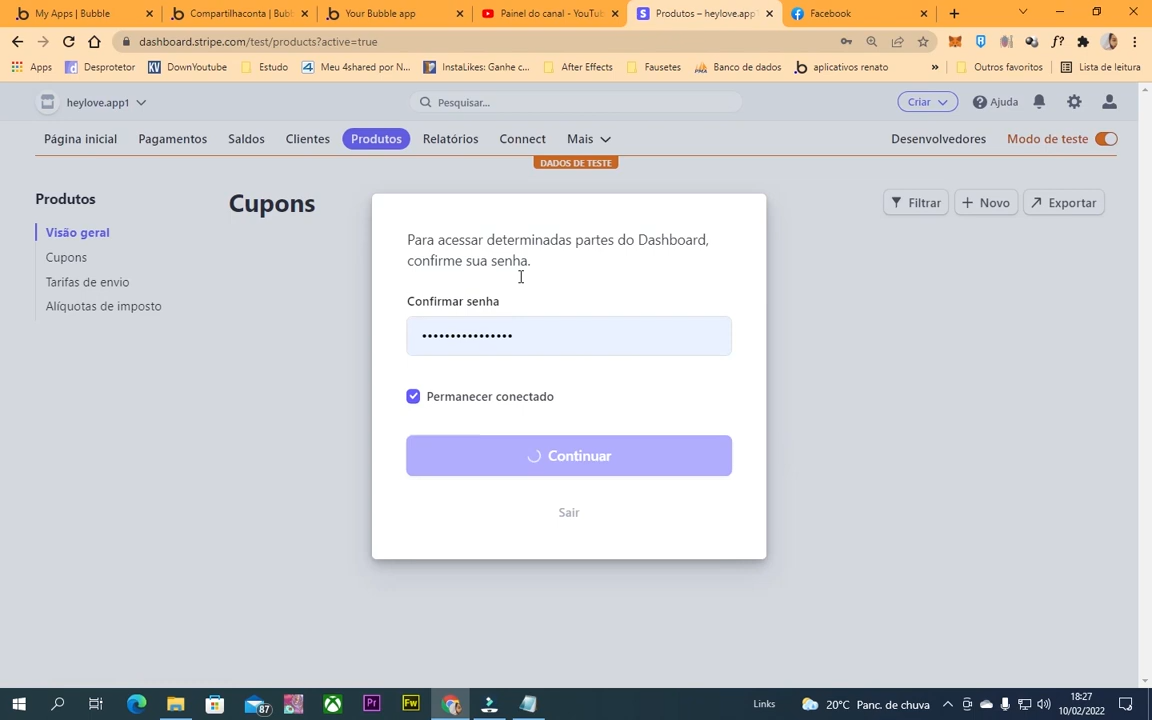 My Apps | Bubble
Compartilhaconta | Bubb
Your Bubble app
Painel do canal - YouTub
Produtos – heylove.app1
Facebook
dashboard.stripe.com/test/products?active=true
Apps
Desprotetor
DownYoutube
Estudo
Meu 4shared por N...
InstaLikes: Ganhe c...
After Effects
Fausetes
Banco de dados
aplicativos renato
»
Outros favoritos
Lista de leitura
heylove.app1
Pesquisar...
Criar
Ajuda
Página inicial
Pagamentos
Saldos
Clientes
Produtos
Relatórios
Connect
Mais
Desenvolvedores
Modo de teste
DADOS DE TESTE
Produtos
Visão geral
Cupons
Tarifas de envio
Alíquotas de imposto
Cupons
Filtrar
+ Novo
Exportar
Para acessar determinadas partes do Dashboard,
confirme sua senha.
Confirmar senha
••••••••••••••••
Permanecer conectado
Continuar
Sair
87
Pr
Fw
Links
20°C Panc. de chuva
18:27
10/02/2022